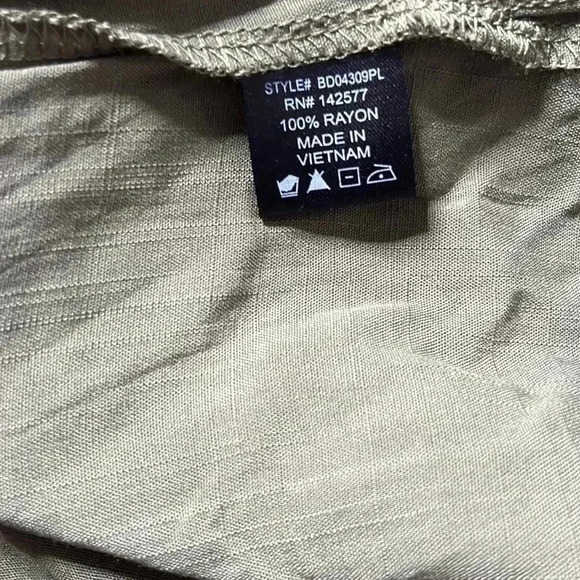 STYLE# BD04309PL
RN# 142577
100% RAYON
MADE IN
VIETNAM